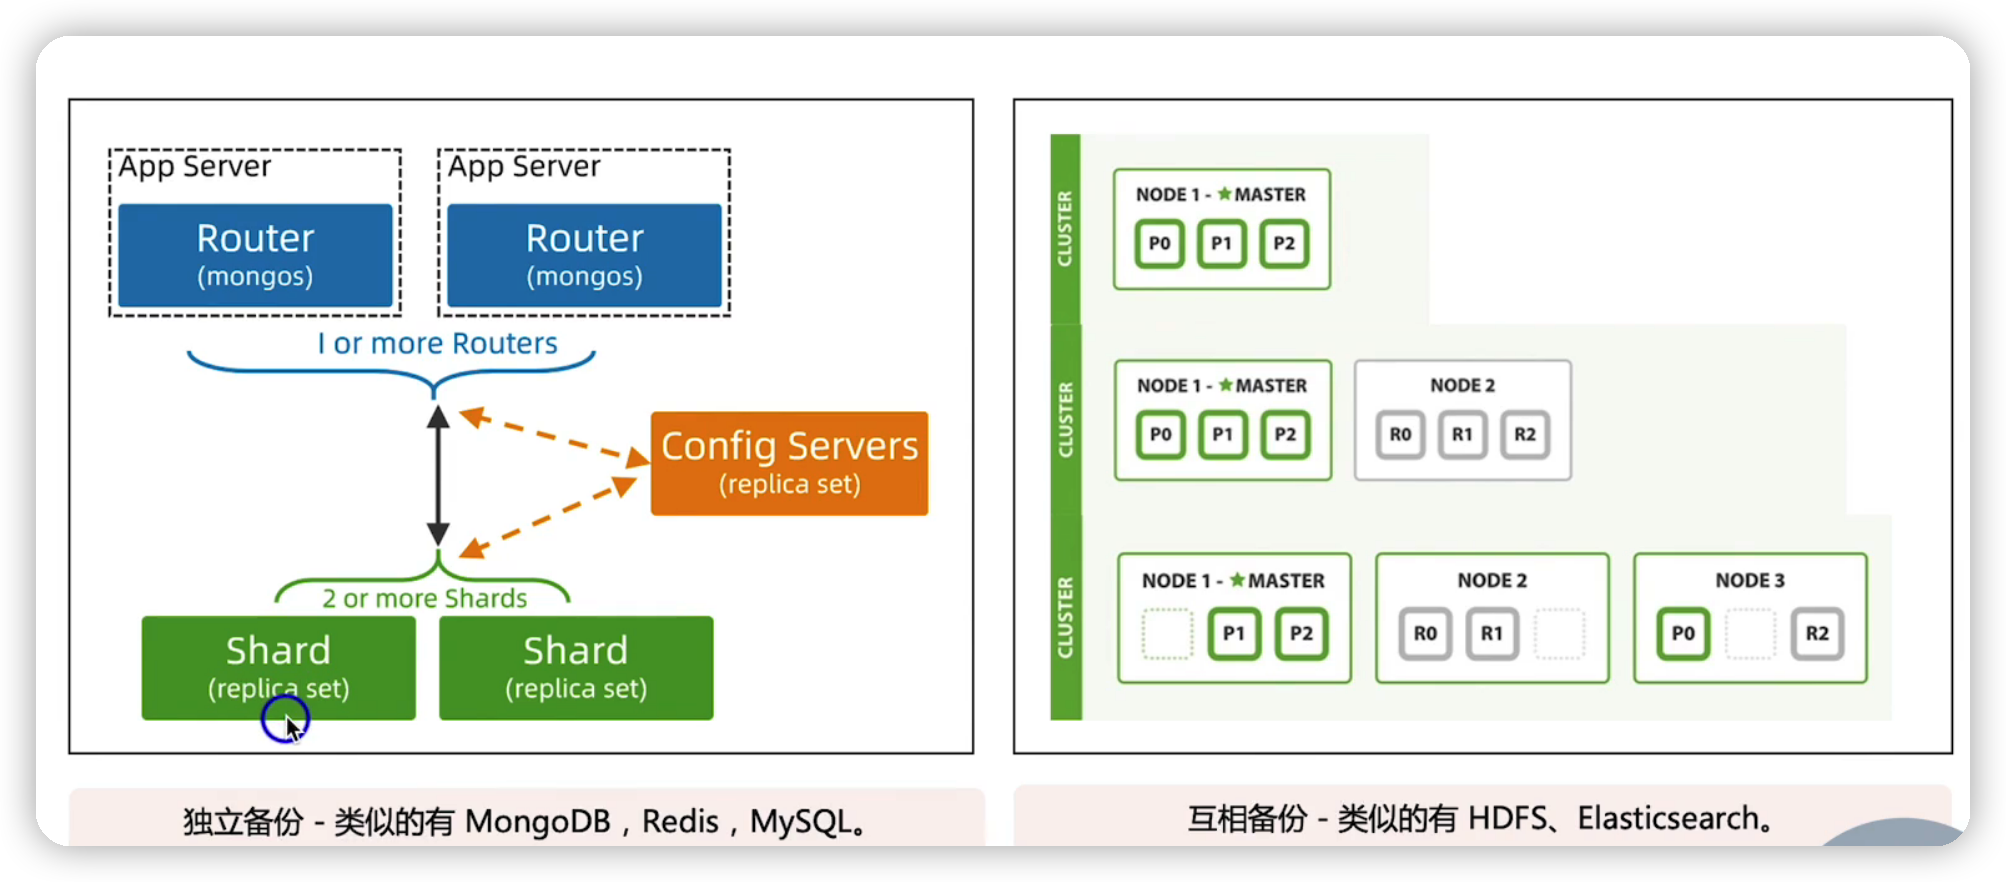 App Server
Router
(mongos)
App Server
Router
(mongos)
1 or more Routers
Config Servers
(replica set)
2 or more Shards
Shard
(replica set)
Shard
(replica set)
独立备份 - 类似的有 MongoDB，Redis，MySQL。
CLUSTER
NODE 1 - ★ MASTER
P0 P1 P2
CLUSTER
NODE 1 - ★ MASTER
P0 P1 P2
NODE 2
R0 R1 R2
CLUSTER
NODE 1 - ★ MASTER
P1 P2
NODE 2
R0 R1
NODE 3
P0 R2
互相备份 - 类似的有 HDFS、Elasticsearch。